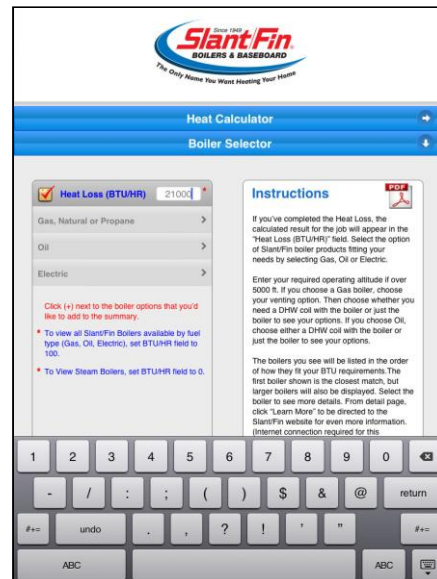 Since 1949
Slant/Fin®
BOILERS & BASEBOARD
The Only Name You Want Heating Your Home
Heat Calculator
Boiler Selector
Heat Loss (BTU/HR) 21000 *
Gas, Natural or Propane >
Oil >
Electric >
Click (+) next to the boiler options that you'd
like to add to the summary.
* To view all Slant/Fin Boilers available by fuel
type (Gas, Oil, Electric), set BTU/HR field to
100.
* To View Steam Boilers, set BTU/HR field to 0.
Instructions
PDF
If you've completed the Heat Loss, the
calculated result for the job will appear in the
"Heat Loss (BTU/HR)" field. Select the option
of Slant/Fin boiler products fitting your
needs by selecting Gas, Oil or Electric.
Enter your required operating altitude if over
5000 ft. If you choose a Gas boiler, choose
your venting option. Then choose whether you
need a DHW coil with the boiler or just the
boiler to see your options. If you choose Oil,
choose either a DHW coil with the boiler or
just the boiler to see your options.
The boilers you see will be listed in the order
of how they fit your BTU requirements.The
first boiler shown is the closest match, but
larger boilers will also be displayed. Select the
boiler to see more details. From detail page,
click "Learn More" to be directed to the
Slant/Fin website for even more information.
(Internet connection required for this
1 2 3 4 5 6 7 8 9 0
- / : ; ( ) $ & @ return
#+= undo . , ? ! ' " #+=
ABC ABC